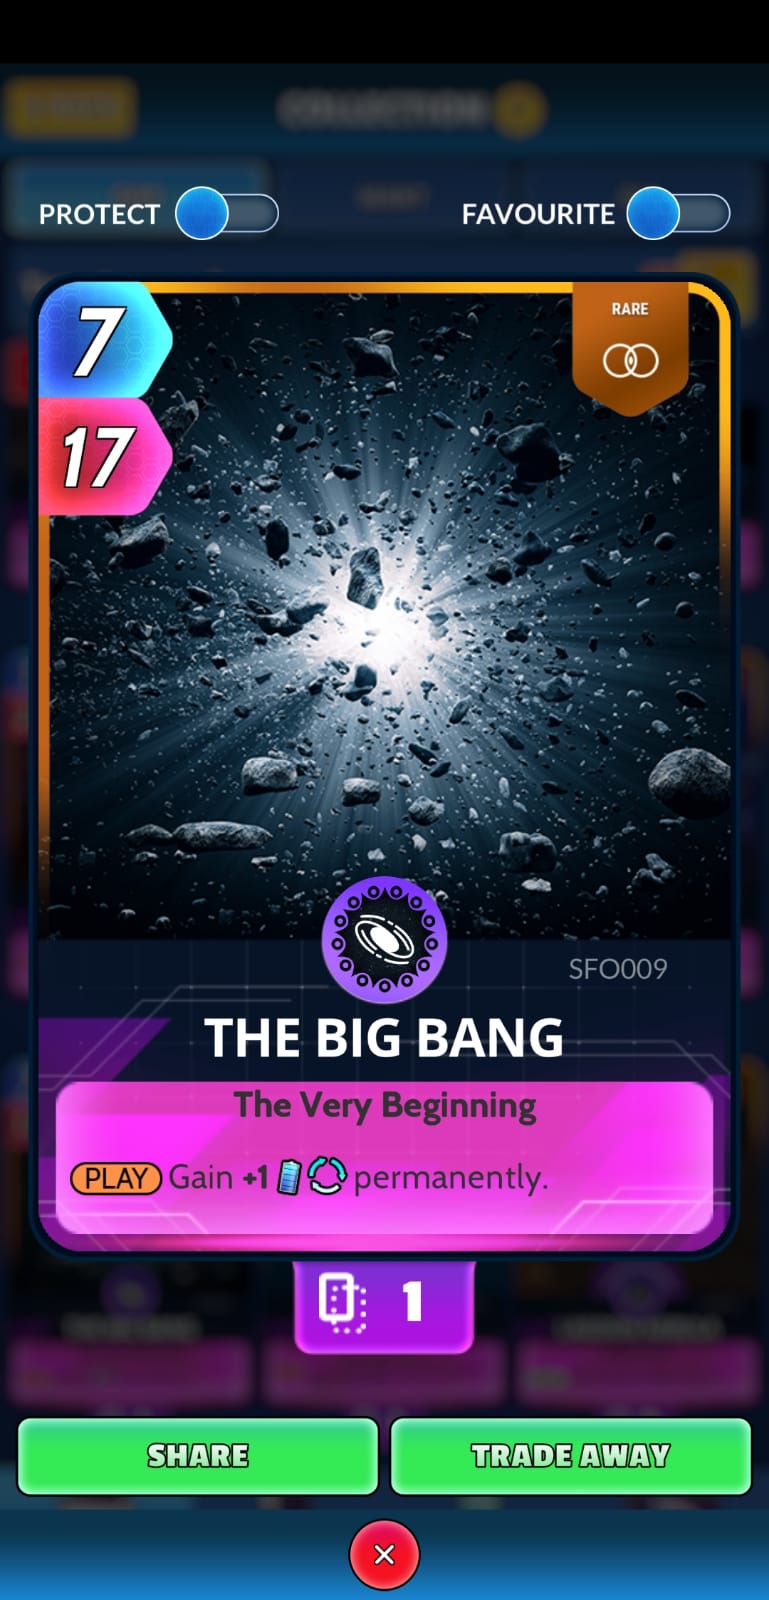 COLLECTION
PROTECT
FAVOURITE
7
RARE
17
SFO009
THE BIG BANG
The Very Beginning
PLAY Gain +1 permanently.
1
SHARE
TRADE AWAY
×